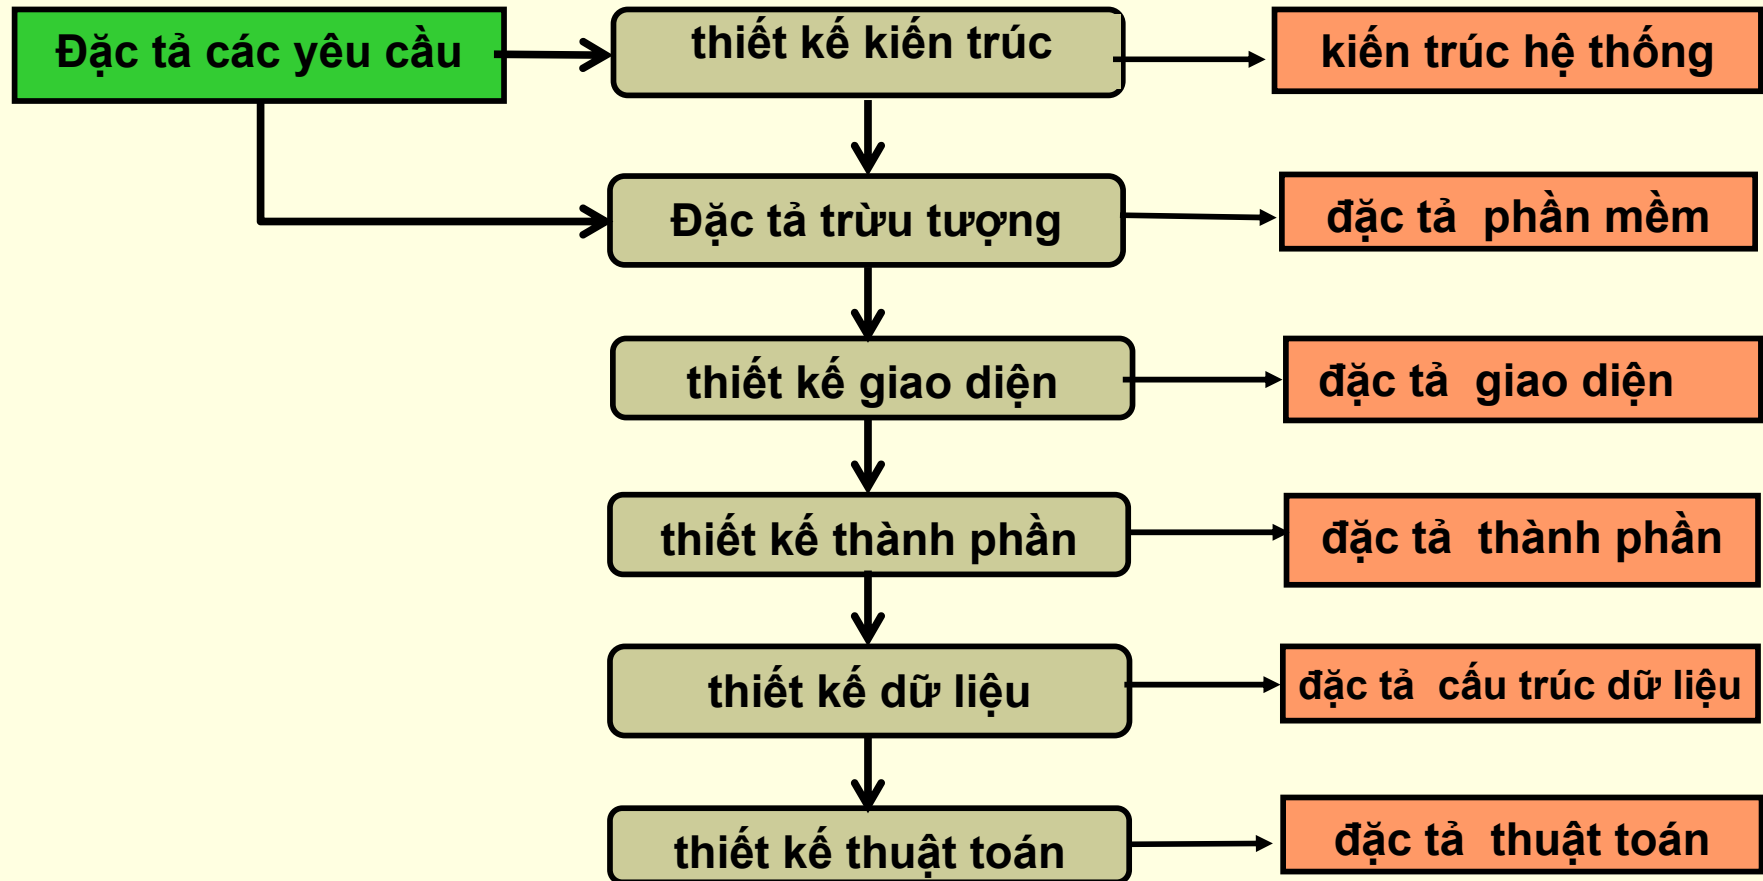 Đặc tả các yêu cầu
thiết kế kiến trúc
kiến trúc hệ thống
Đặc tả trừu tượng
đặc tả phần mềm
thiết kế giao diện
đặc tả giao diện
thiết kế thành phần
đặc tả thành phần
thiết kế dữ liệu
đặc tả cấu trúc dữ liệu
thiết kế thuật toán
đặc tả thuật toán